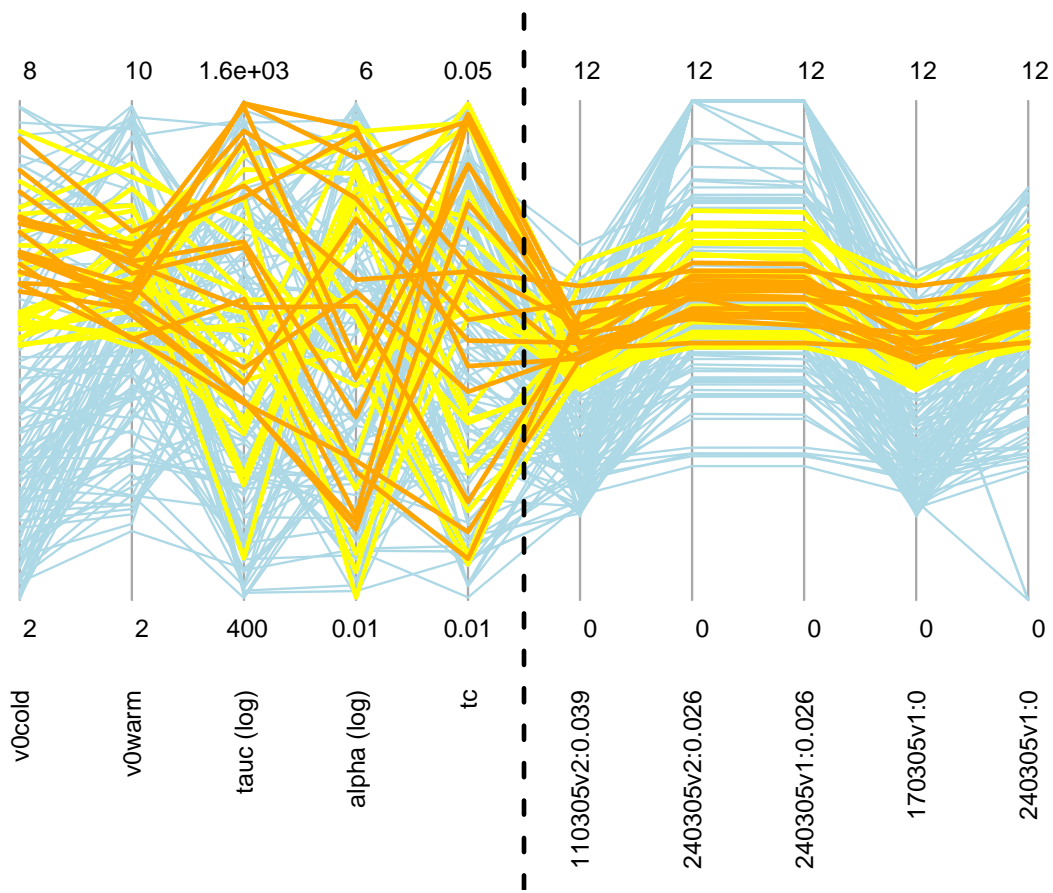 8 10 1.6e+03 6 0.05 12 12 12 12 12
2 2 400 0.01 0.01 0 0 0 0 0
v0cold
v0warm
tauc (log)
alpha (log)
tc
110305v2:0.039
240305v2:0.026
240305v1:0.026
170305v1:0
240305v1:0